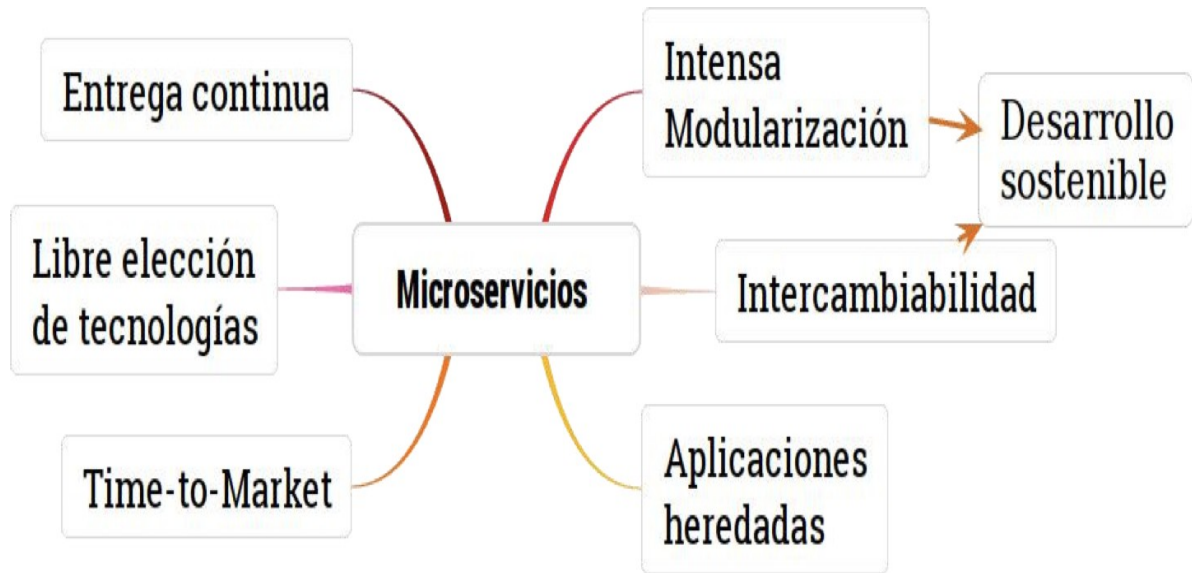 Entrega continua
Libre elección
de tecnologías
Time-to-Market
Microservicios
Intensa
Modularización
Intercambiabilidad
Aplicaciones
heredadas
Desarrollo
sostenible